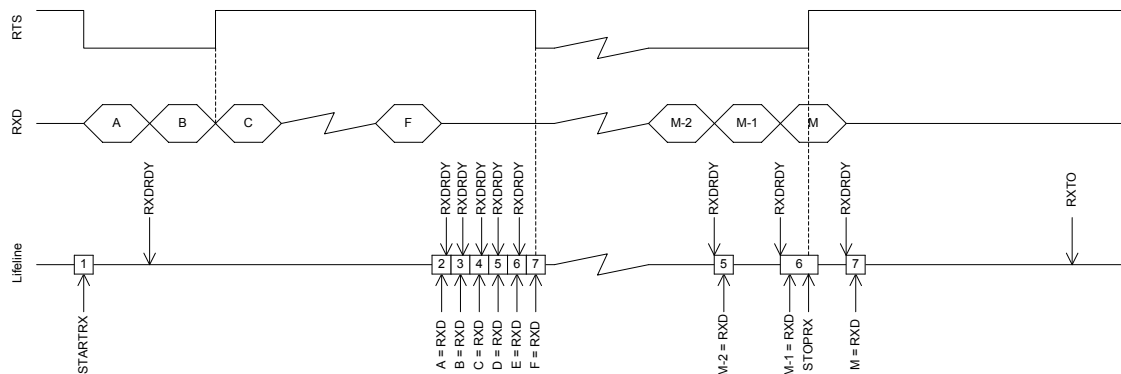 RTS
RXD
A
B
C
F
M-2
M-1
M
Lifeline
RXDRDY
RXDRDY
RXDRDY
RXDRDY
RXDRDY
RXDRDY
RXDRDY
RXDRDY
RXDRDY
RXTO
1
2
3
4
5
6
7
5
6
7
STARTRX
A = RXD
B = RXD
C = RXD
D = RXD
E = RXD
F = RXD
M-2 = RXD
M-1 = RXD
STOPRX
M = RXD